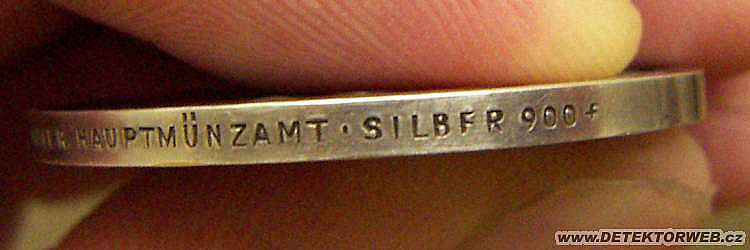 HAUPTMÜNZAMT · SILBER 900 f
www.DETEKTORWEB.cz